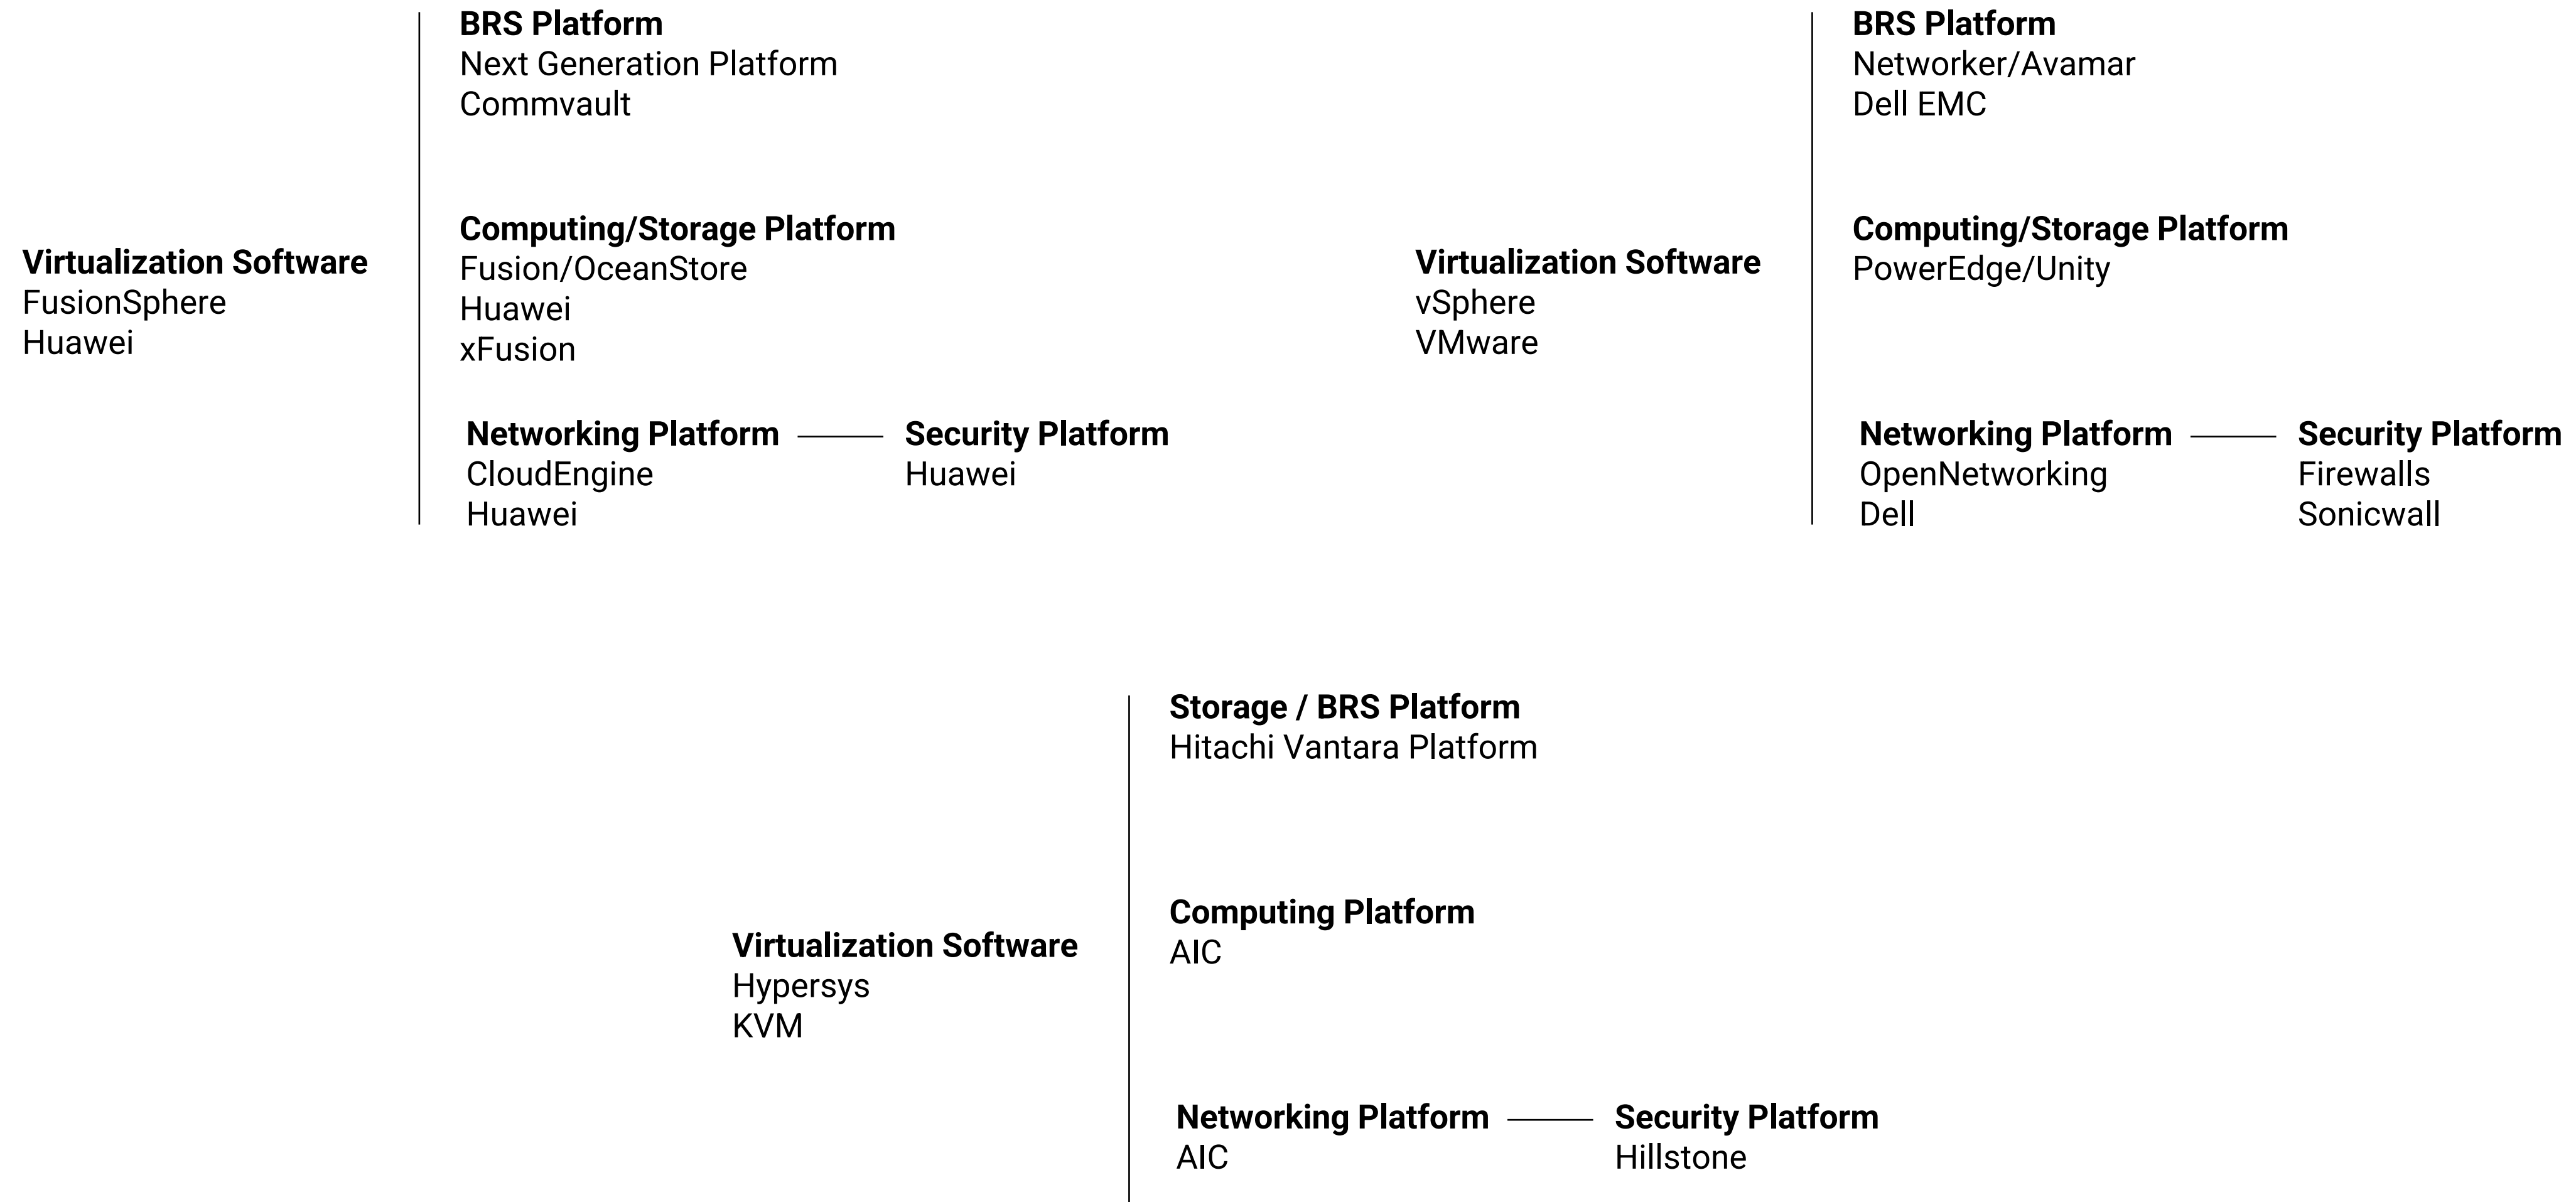 BRS Platform
Next Generation Platform
Commvault
Virtualization Software
FusionSphere
Huawei
Computing/Storage Platform
Fusion/OceanStore
Huawei
xFusion
Networking Platform
CloudEngine
Huawei
Security Platform
Huawei
BRS Platform
Networker/Avamar
Dell EMC
Virtualization Software
vSphere
VMware
Computing/Storage Platform
PowerEdge/Unity
Networking Platform
OpenNetworking
Dell
Security Platform
Firewalls
Sonicwall
Storage / BRS Platform
Hitachi Vantara Platform
Virtualization Software
Hypersys
KVM
Computing Platform
AIC
Networking Platform
AIC
Security Platform
Hillstone